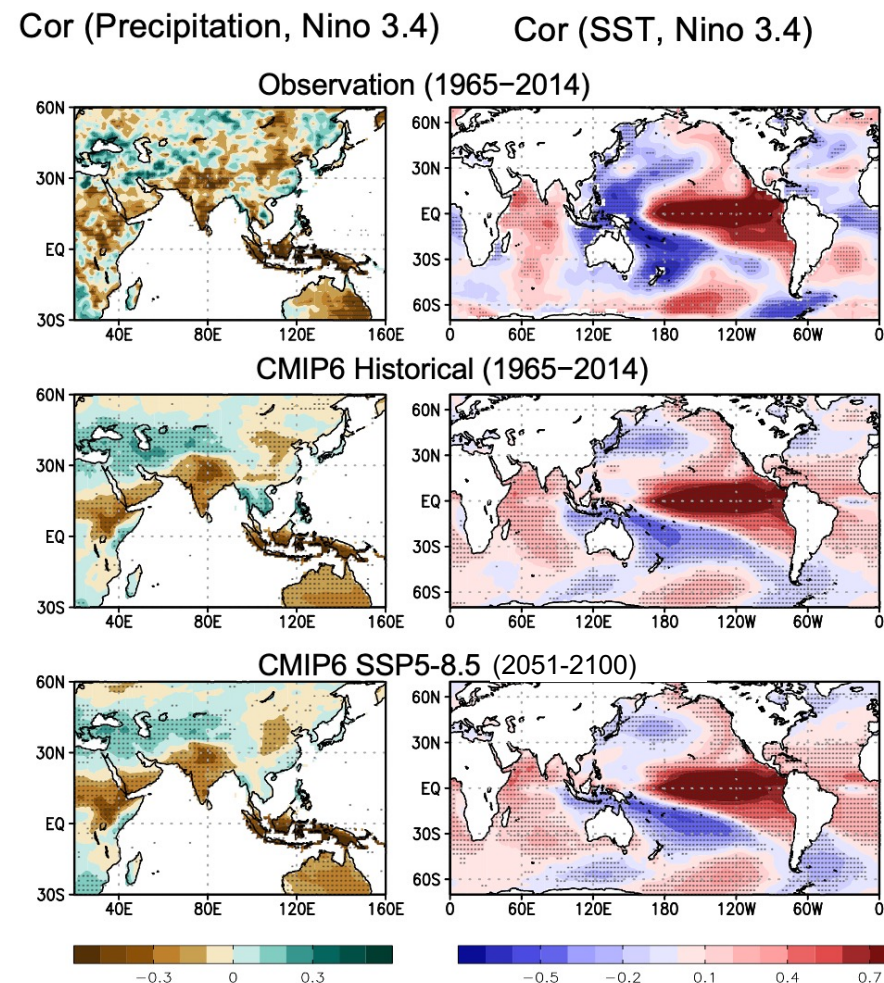 Cor (Precipitation, Nino 3.4) Cor (SST, Nino 3.4)
Observation (1965−2014)
60N 60N
30N 30N
EQ EQ
30S
30S 60S
40E 80E 120E 160E 0 60E 120E 180 120W 60W 0
CMIP6 Historical (1965−2014)
60N 60N
30N 30N
EQ EQ
30S
30S 60S
40E 80E 120E 160E 0 60E 120E 180 120W 60W 0
CMIP6 SSP5-8.5 (2051-2100)
60N 60N
30N 30N
EQ EQ
30S
30S 60S
40E 80E 120E 160E 0 60E 120E 180 120W 60W 0
−0.3 0 0.3 −0.5 −0.2 0.1 0.4 0.7